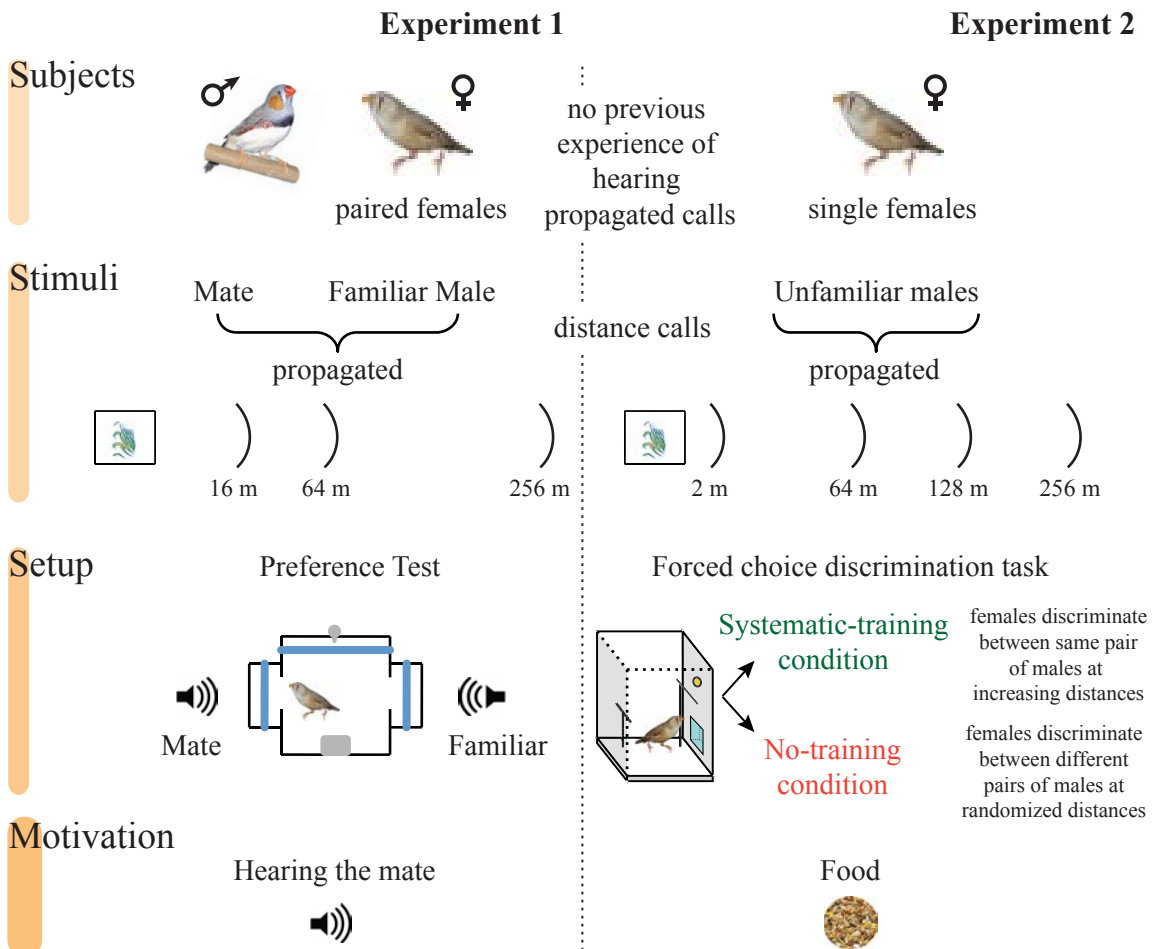 Experiment 1
Experiment 2
Subjects
♂
♀
no previous
experience of
hearing
propagated calls
♀
paired females
single females
Stimuli
Mate
Familiar Male
distance calls
Unfamiliar males
propagated
propagated
16 m
64 m
256 m
2 m
64 m
128 m
256 m
Setup
Preference Test
Forced choice discrimination task
Mate
Familiar
Systematic-training
condition
females discriminate
between same pair
of males at
increasing distances
No-training
condition
females discriminate
between different
pairs of males at
randomized distances
Motivation
Hearing the mate
Food